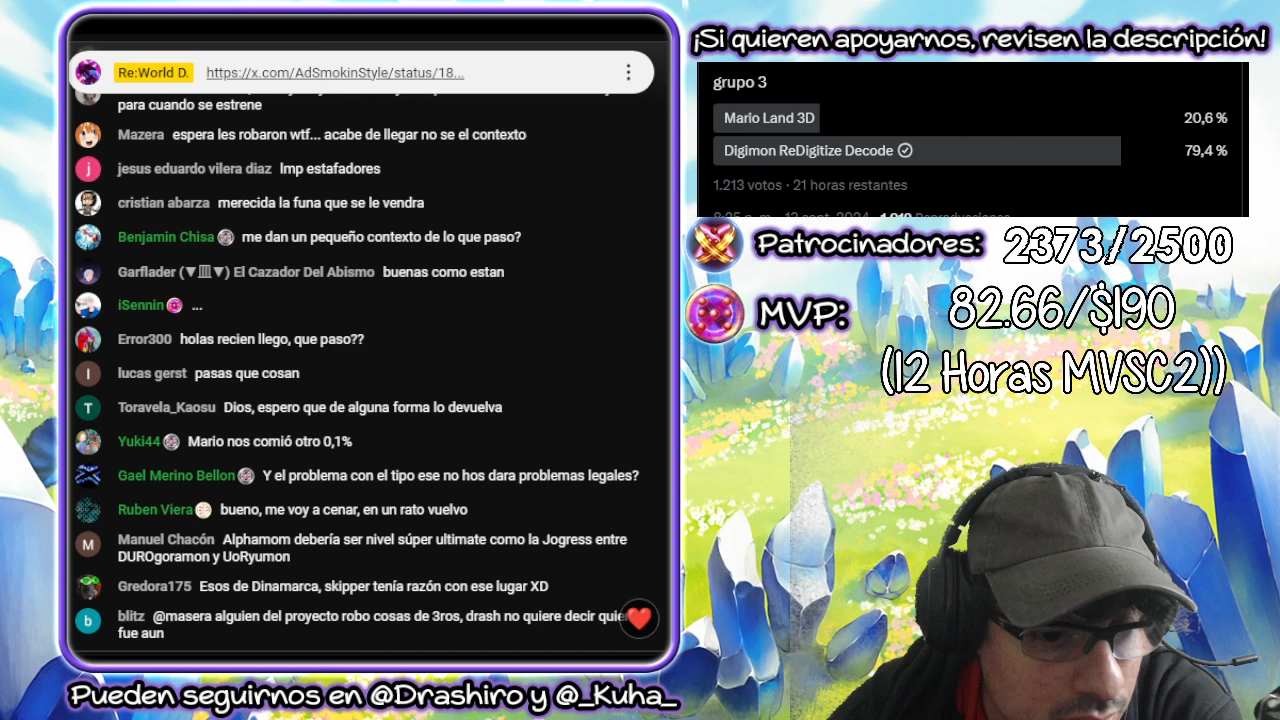 ¡Si quieren apoyarnos, revisen la descripción!
Re:World D. https://x.com/AdSmokinStyle/status/18...
para cuando se estrene
Mazera espera les robaron wtf... acabe de llegar no se el contexto
jesus eduardo vilera diaz lmp estafadores
cristian abarza merecida la funa que se le vendra
Benjamin Chisa me dan un pequeño contexto de lo que paso?
Garflader (▼皿▼) El Cazador Del Abismo buenas como estan
iSennin ...
Error300 holas recien llego, que paso??
l
lucas gerst pasas que cosan
T
Toravela_Kaosu Dios, espero que de alguna forma lo devuelva
Yuki44 Mario nos comió otro 0,1%
Gael Merino Bellon Y el problema con el tipo ese no hos dara problemas legales?
Ruben Viera bueno, me voy a cenar, en un rato vuelvo
M
Manuel Chacón Alphamom debería ser nivel súper ultimate como la Jogress entre
DUROgoramon y UoRyumon
Gredora175 Esos de Dinamarca, skipper tenía razón con ese lugar XD
b
blitz @masera alguien del proyecto robo cosas de 3ros, drash no quiere decir
fue aun
j
grupo 3
Mario Land 3D 20,6 %
Digimon ReDigitize Decode 79,4 %
1.213 votos · 21 horas restantes
Patrocinadores: 2373/2500
MVP: 82.66/$190
(12 Horas MVSC2))
Pueden seguirnos en @Drashiro y @_Kuha_